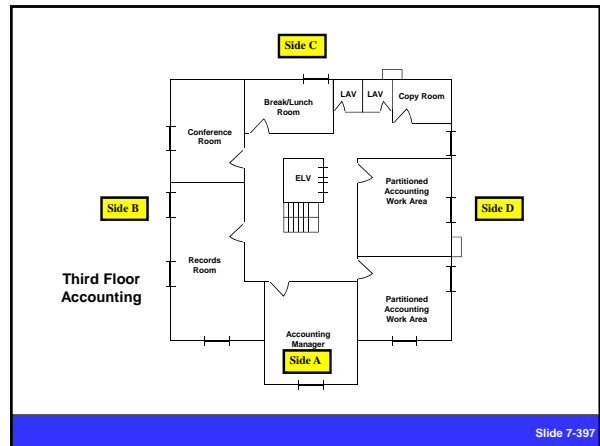 Side C
LAV
LAV
Copy Room
Break/Lunch
Room
Conference
Room
ELV
Partitioned
Accounting
Work Area
Side B
Side D
Records
Room
Third Floor
Accounting
Partitioned
Accounting
Work Area
Accounting
Manager
Side A
Slide 7-397